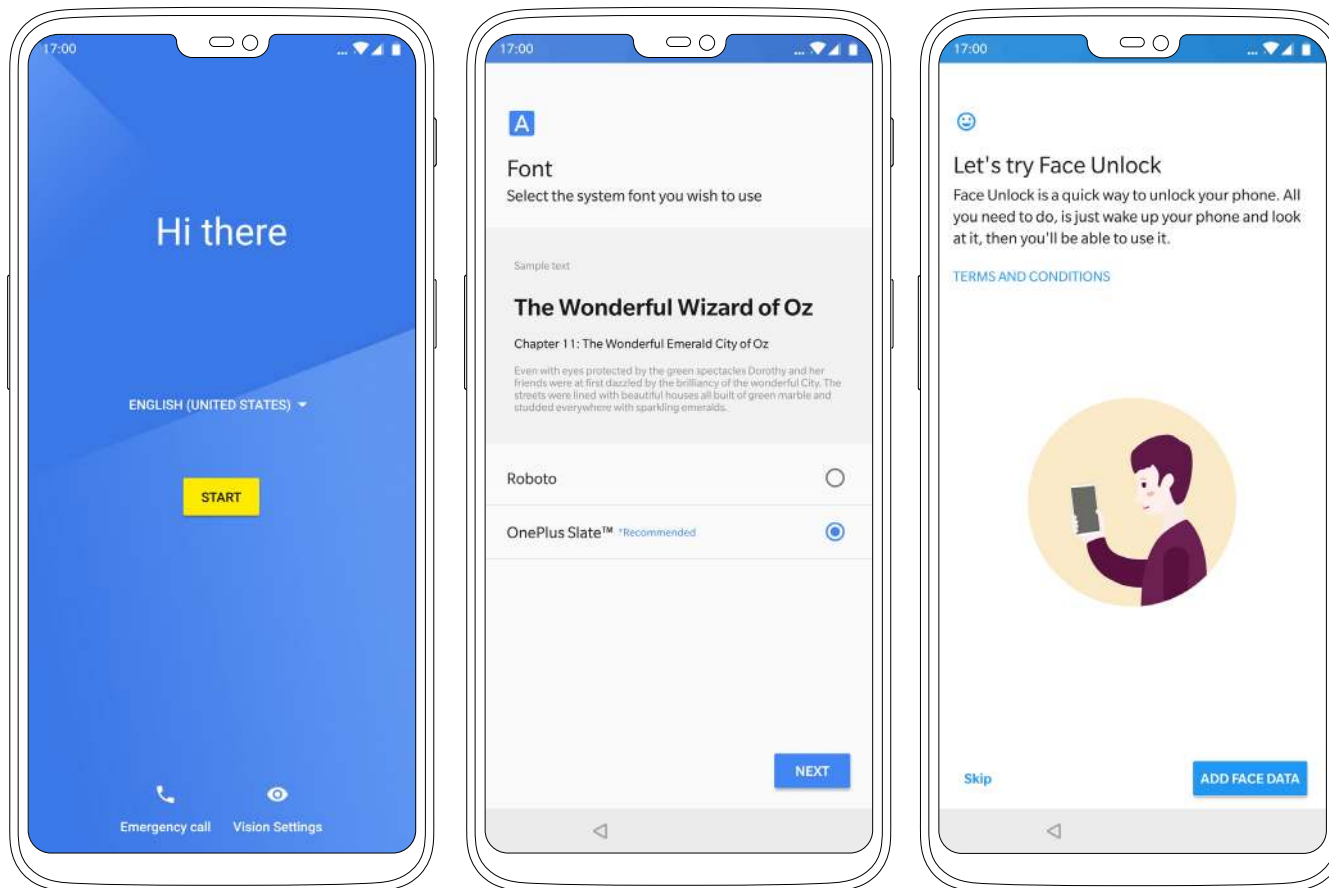 17:00
Hi there
ENGLISH (UNITED STATES)
START
Emergency call
Vision Settings
17:00
A
Font
Select the system font you wish to use
Sample text
The Wonderful Wizard of Oz
Chapter 11: The Wonderful Emerald City of Oz
Even with eyes protected by the green spectacles Dorothy and her
friends were at first dazzled by the brilliancy of the wonderful City. The
streets were lined with beautiful houses all built of green marble and
studded everywhere with sparkling emeralds.
Roboto
OnePlus Slate™ *Recommended
NEXT
17:00
Let's try Face Unlock
Face Unlock is a quick way to unlock your phone. All
you need to do, is just wake up your phone and look
at it, then you'll be able to use it.
TERMS AND CONDITIONS
Skip
ADD FACE DATA